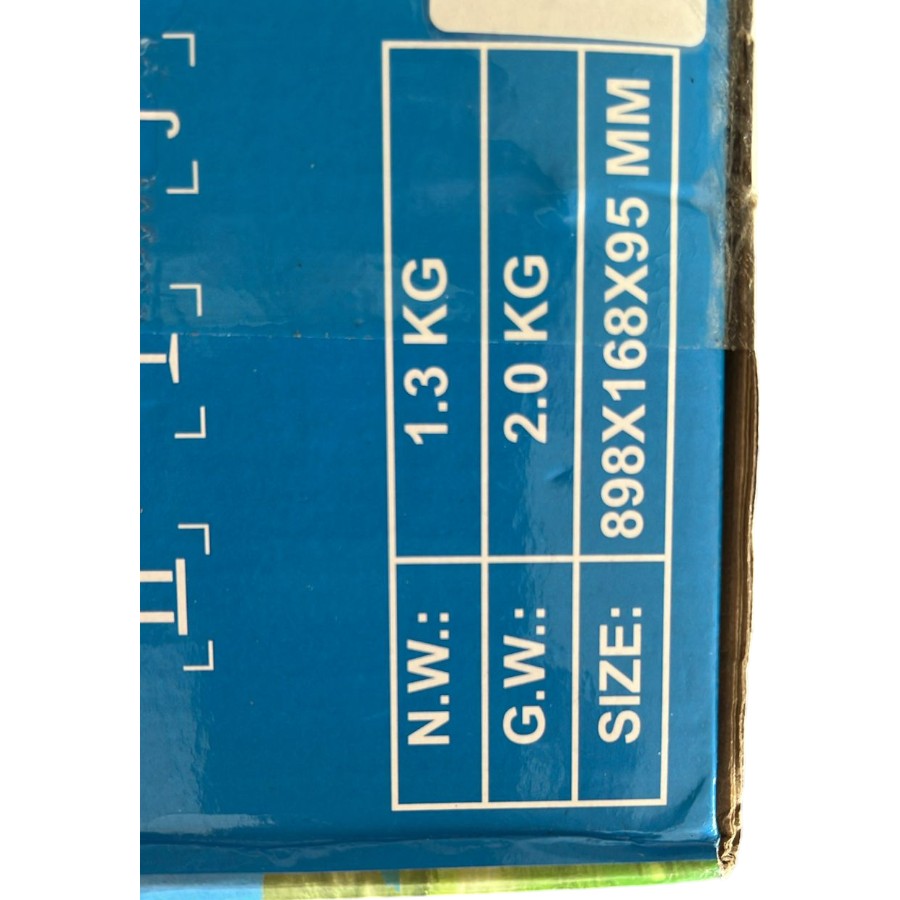 N.W.: 1.3 KG
G.W.: 2.0 KG
SIZE: 898X168X95 MM